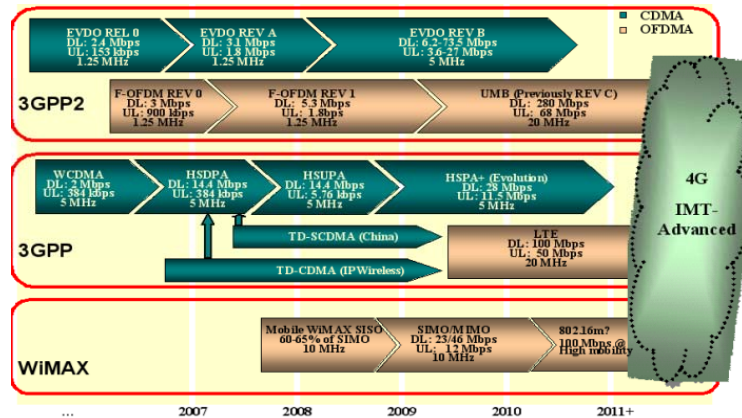 CDMA
OFDMA
EVDO REL 0
DL: 2.4 Mbps
UL: 153 kbps
1.25 MHz
EVDO REV A
DL: 3.1 Mbps
UL: 1.8 Mbps
1.25 MHz
EVDO REV B
DL: 6.2-73.5 Mbps
UL: 3.6-27 Mbps
5 MHz
3GPP2
F-OFDM REV 0
DL: 3 Mbps
UL: 900 kbps
1.25 MHz
F-OFDM REV 1
DL: 5.3 Mbps
UL: 1.8bps
1.25 MHz
UMB (Previously REV C)
DL: 280 Mbps
UL: 68 Mbps
20 MHz
4G
IMT-
Advanced
WCDMA
DL: 2 Mbps
UL: 384 kbps
5 MHz
HSDPA
DL: 14.4 Mbps
UL: 384 kbps
5 MHz
HSUPA
DL: 14.4 Mbps
UL: 5.76 kbps
5 MHz
HSPA+ (Evolution)
DL: 28 Mbps
UL: 11.5 Mbps
5 MHz
3GPP
TD-SCDMA (China)
TD-CDMA (IPWireless)
LTE
DL: 100 Mbps
UL: 50 Mbps
20 MHz
WiMAX
Mobile WiMAX SISO
60-65% of SIMO
10 MHz
SIMO/MIMO
DL: 23/46 Mbps
UL: 12 Mbps
10 MHz
802.16m?
100 Mbps @
High mobility
... 2007 2008 2009 2010 2011+